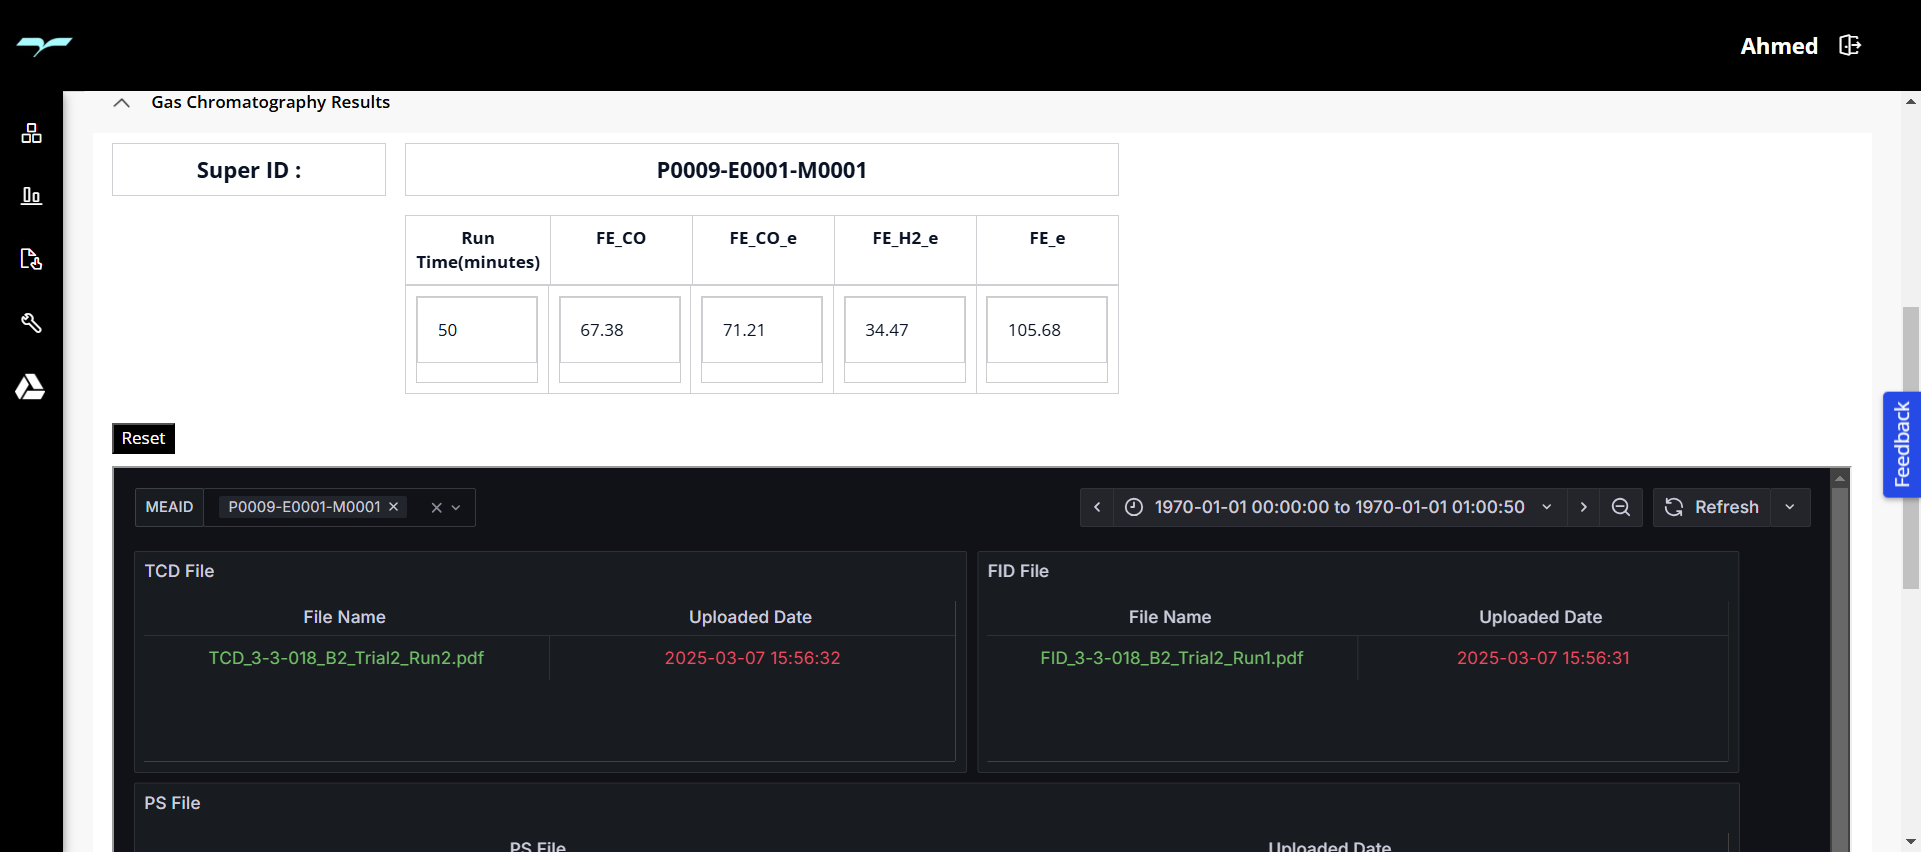 Ahmed
Gas Chromatography Results
Super ID :
P0009-E0001-M0001
Run Time(minutes)
FE_CO
FE_CO_e
FE_H2_e
FE_e
50
67.38
71.21
34.47
105.68
Reset
Feedback
MEAID
P0009-E0001-M0001
1970-01-01 00:00:00 to 1970-01-01 01:00:50
Refresh
TCD File
File Name
Uploaded Date
TCD_3-3-018_B2_Trial2_Run2.pdf
2025-03-07 15:56:32
FID File
File Name
Uploaded Date
FID_3-3-018_B2_Trial2_Run1.pdf
2025-03-07 15:56:31
PS File
PS File
Uploaded Date